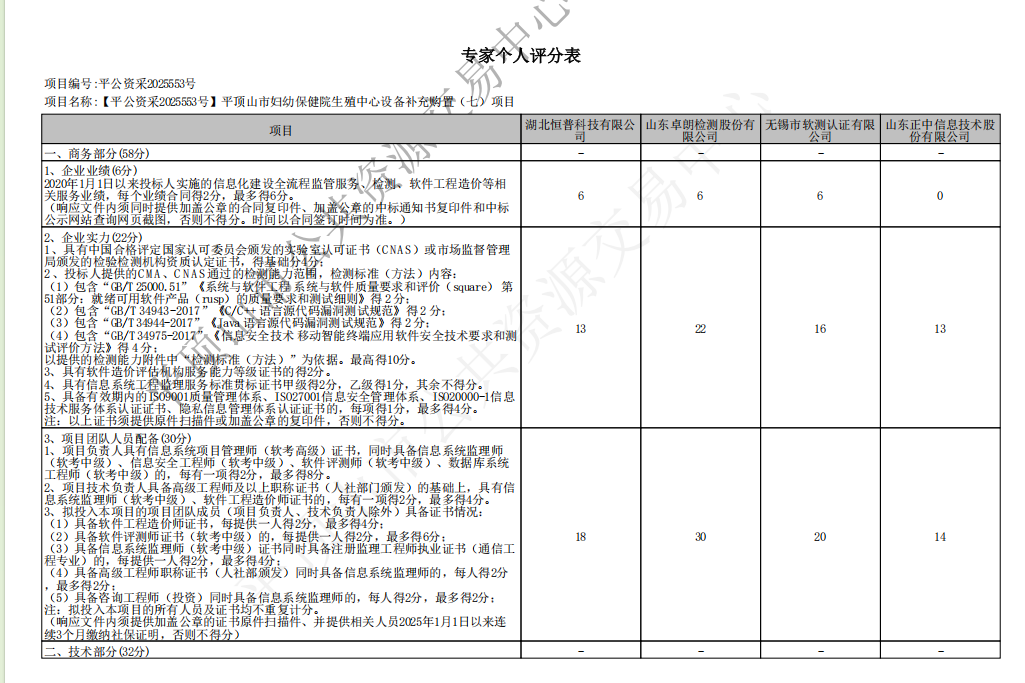 专家个人评分表
项目编号:平公资采2025553号
项目名称:【平公资采2025553号】平顶山市妇幼保健院生殖中心设备补充购置（七）项目
项目
湖北恒普科技有限公
司
山东卓朗检测股份有
限公司
无锡市软测认证有限
公司
山东正中信息技术股
份有限公司
一、商务部分(58分)
－ － － －
1、企业业绩(6分)
2020年1月1日以来投标人实施的信息化建设全流程监管服务、检测、软件工程造价等相
关服务业绩，每个业绩合同得2分，最多得6分。
（响应文件内须同时提供加盖公章的合同复印件、加盖公章的中标通知书复印件和中标
公示网站查询网页截图，否则不得分。时间以合同签订时间为准。）
6 6 6 0
2、企业实力(22分)
1、具有中国合格评定国家认可委员会颁发的实验室认可证书（CNAS）或市场监督管理
局颁发的检验检测机构资质认定证书，得基础分4分；
2、投标人提供的CMA、CNAS通过的检测能力范围，检测标准（方法）内容：
（1）包含“GB/T 25000.51”《系统与软件工程 系统与软件质量要求和评价（square） 第
51部分：就绪可用软件产品（rusp）的质量要求和测试细则》得 2 分；
（2）包含“GB/T 34943-2017”《C/C++ 语言源代码漏洞测试规范》得 2 分；
（3）包含“GB/T 34944-2017”《Java 语言源代码漏洞测试规范》得 2 分；
（4）包含“GB/T 34975-2017”《信息安全技术 移动智能终端应用软件安全技术要求和测
试评价方法》得 4 分；
以提供的检测能力附件中“检测标准（方法）”为依据。最高得10分。
3、具有软件造价评估机构服务能力等级证书的得2分。
4、具有信息系统工程监理服务标准贯标证书甲级得2分，乙级得1分，其余不得分。
5、具备有效期内的ISO9001质量管理体系、ISO27001信息安全管理体系、ISO20000-1信息
技术服务体系认证证书、隐私信息管理体系认证证书的，每项得1分，最多得4分。
注：以上证书须提供原件扫描件或加盖公章的复印件，否则不得分。
13 22 16 13
3、项目团队人员配备(30分)
1、项目负责人具有信息系统项目管理师（软考高级）证书，同时具备信息系统监理师
（软考中级）、信息安全工程师（软考中级）、软件评测师（软考中级）、数据库系统
工程师（软考中级）的，每有一项得2分，最多得8分。
2、项目技术负责人具备高级工程师及以上职称证书（人社部门颁发）的基础上，具有信
息系统监理师（软考中级）、软件工程造价师证书的，每有一项得2分，最多得4分。
3、拟投入本项目的项目团队成员（项目负责人、技术负责人除外）具备证书情况：
（1）具备软件工程造价师证书，每提供一人得2分，最多得4分；
（2）具备软件评测师证书（软考中级）的，每提供一人得2分，最多得6分；
（3）具备信息系统监理师（软考中级）证书同时具备注册监理工程师执业证书（通信工
程专业）的，每提供一人得2分，最多得4分；
（4）具备高级工程师职称证书（人社部颁发）同时具备信息系统监理师的，每人得2分
，最多得2分；
（5）具备咨询工程师（投资）同时具备信息系统监理师的，每人得2分，最多得2分；
注：拟投入本项目的所有人员及证书均不重复计分。
（响应文件内须提供加盖公章的证书原件扫描件、并提供相关人员2025年1月1日以来连
续3个月缴纳社保证明，否则不得分）
18 30 20 14
二、技术部分(32分)
－ － － －